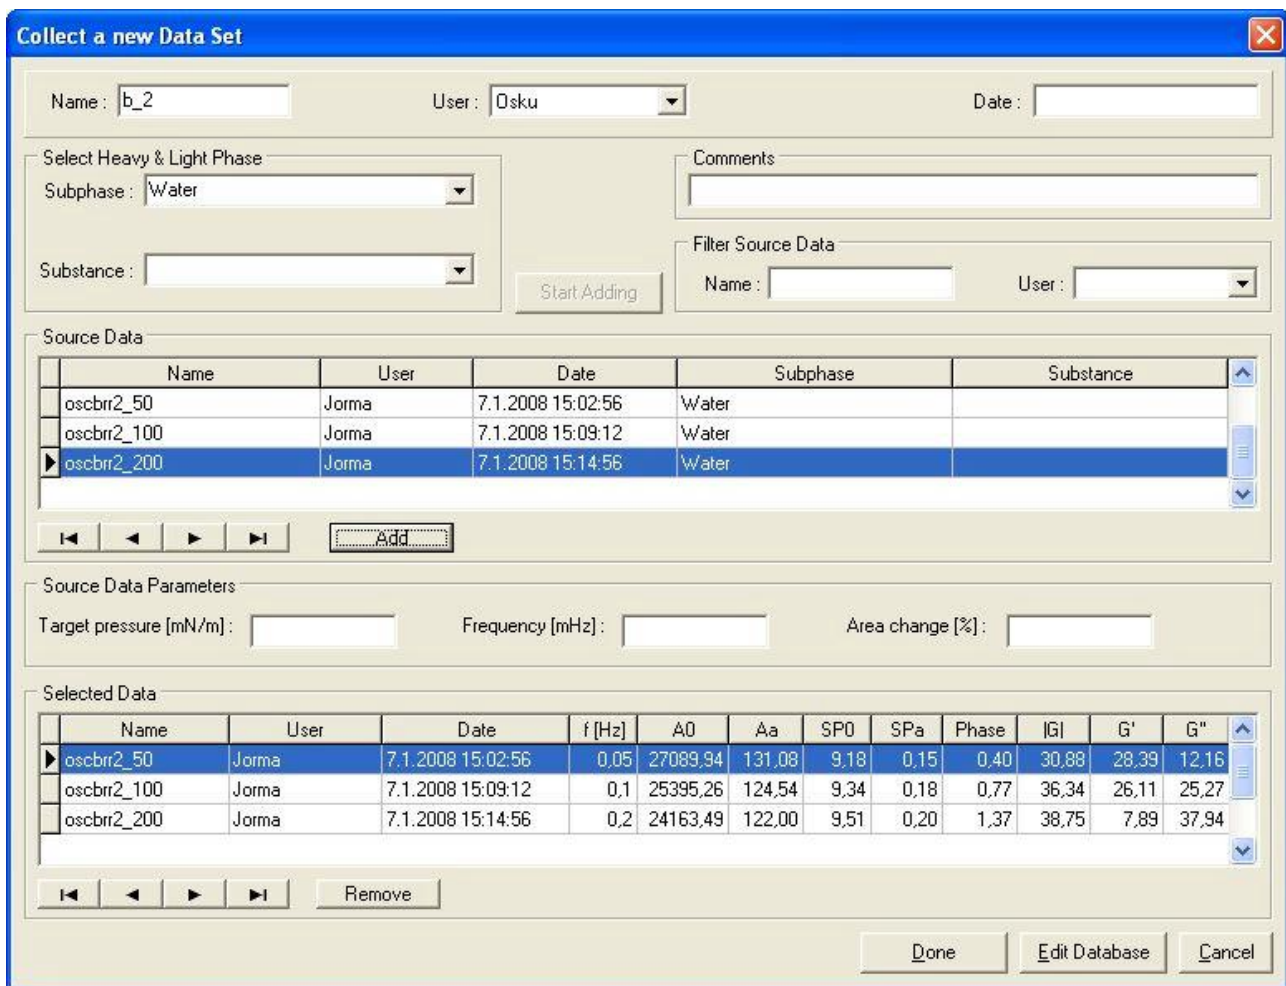 Collect a new Data Set
Name : b_2 User : Osku Date :
Select Heavy & Light Phase
Subphase : Water
Substance :
Start Adding
Comments
Filter Source Data
Name : User :
Source Data
Name User Date Subphase Substance
oscbrr2_50 Jorma 7.1.2008 15:02:56 Water
oscbrr2_100 Jorma 7.1.2008 15:09:12 Water
oscbrr2_200 Jorma 7.1.2008 15:14:56 Water
Add
Source Data Parameters
Target pressure [mN/m] : Frequency [mHz] : Area change [%] :
Selected Data
Name User Date f [Hz] A0 Aa SP0 SPa Phase |G| G' G"
oscbrr2_50 Jorma 7.1.2008 15:02:56 0,05 27089,94 131,08 9,18 0,15 0,40 30,88 28,39 12,16
oscbrr2_100 Jorma 7.1.2008 15:09:12 0,1 25395,26 124,54 9,34 0,18 0,77 36,34 26,11 25,27
oscbrr2_200 Jorma 7.1.2008 15:14:56 0,2 24163,49 122,00 9,51 0,20 1,37 38,75 7,89 37,94
Remove
Done Edit Database Cancel